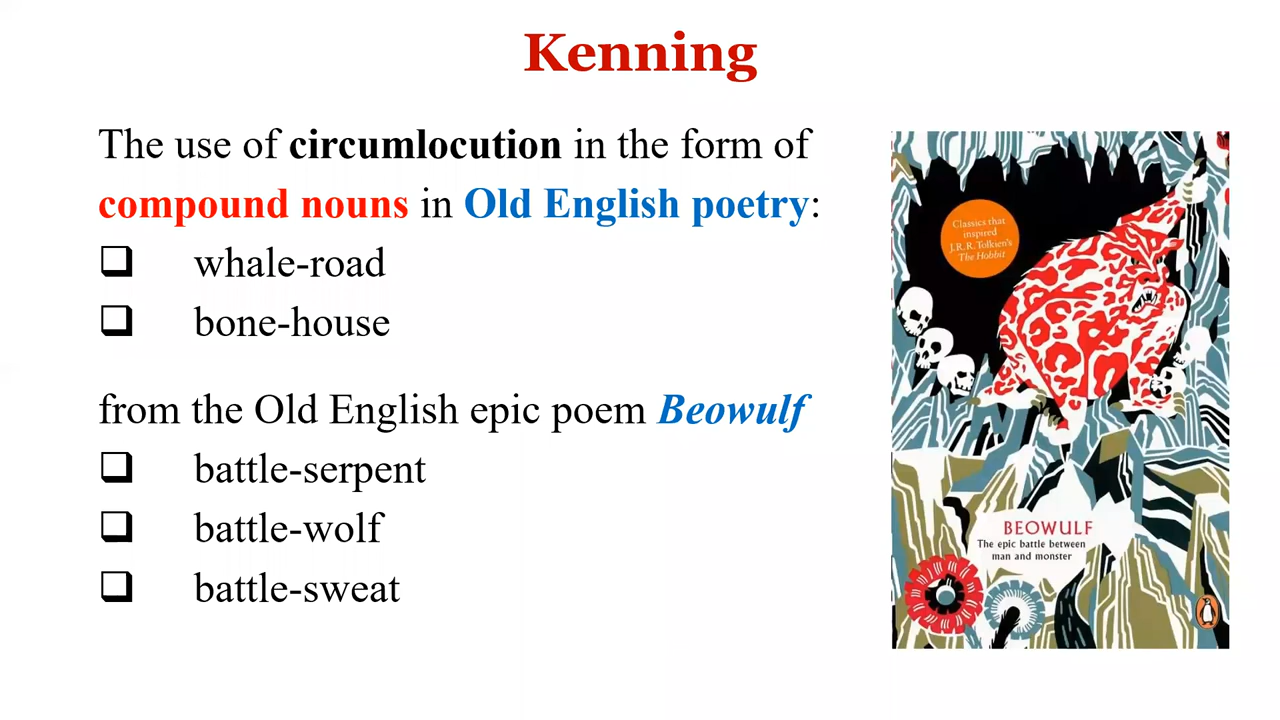 Kenning
The use of circumlocution in the form of
compound nouns in Old English poetry:
❑ whale-road
❑ bone-house
from the Old English epic poem Beowulf
❑ battle-serpent
❑ battle-wolf
❑ battle-sweat
Classics that
inspired
J.R.R. Tolkien's
The Hobbit
BEOWULF
The epic battle between
man and monster